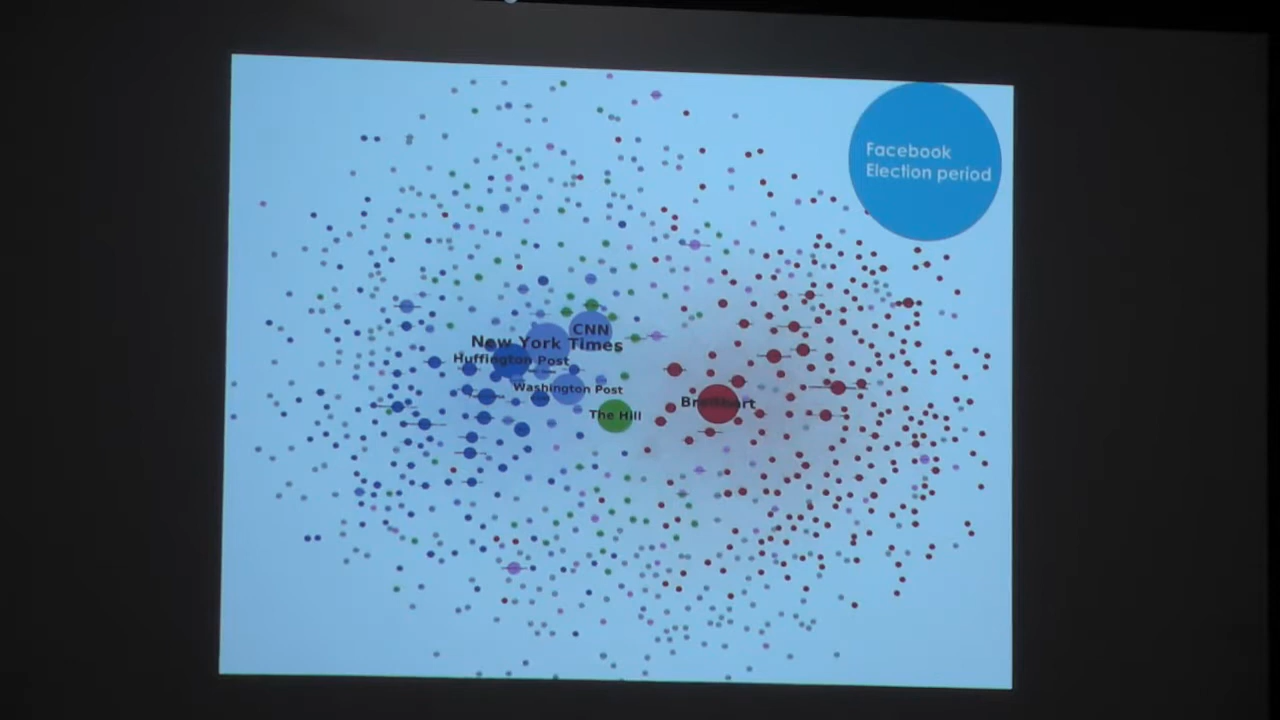 Facebook
Election period
CNN
New York Times
Huffington Post
Washington Post
The Hill
Breitbart